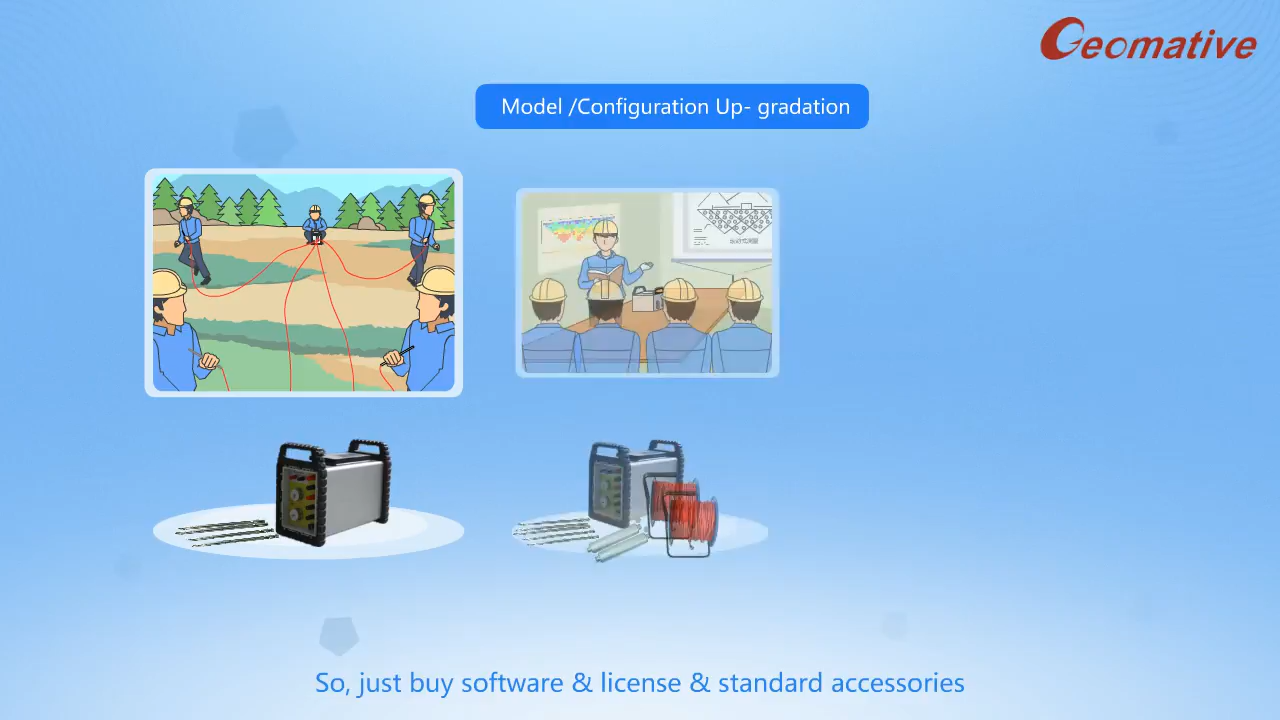 Geomative
Model /Configuration Up- gradation
So, just buy software & license & standard accessories